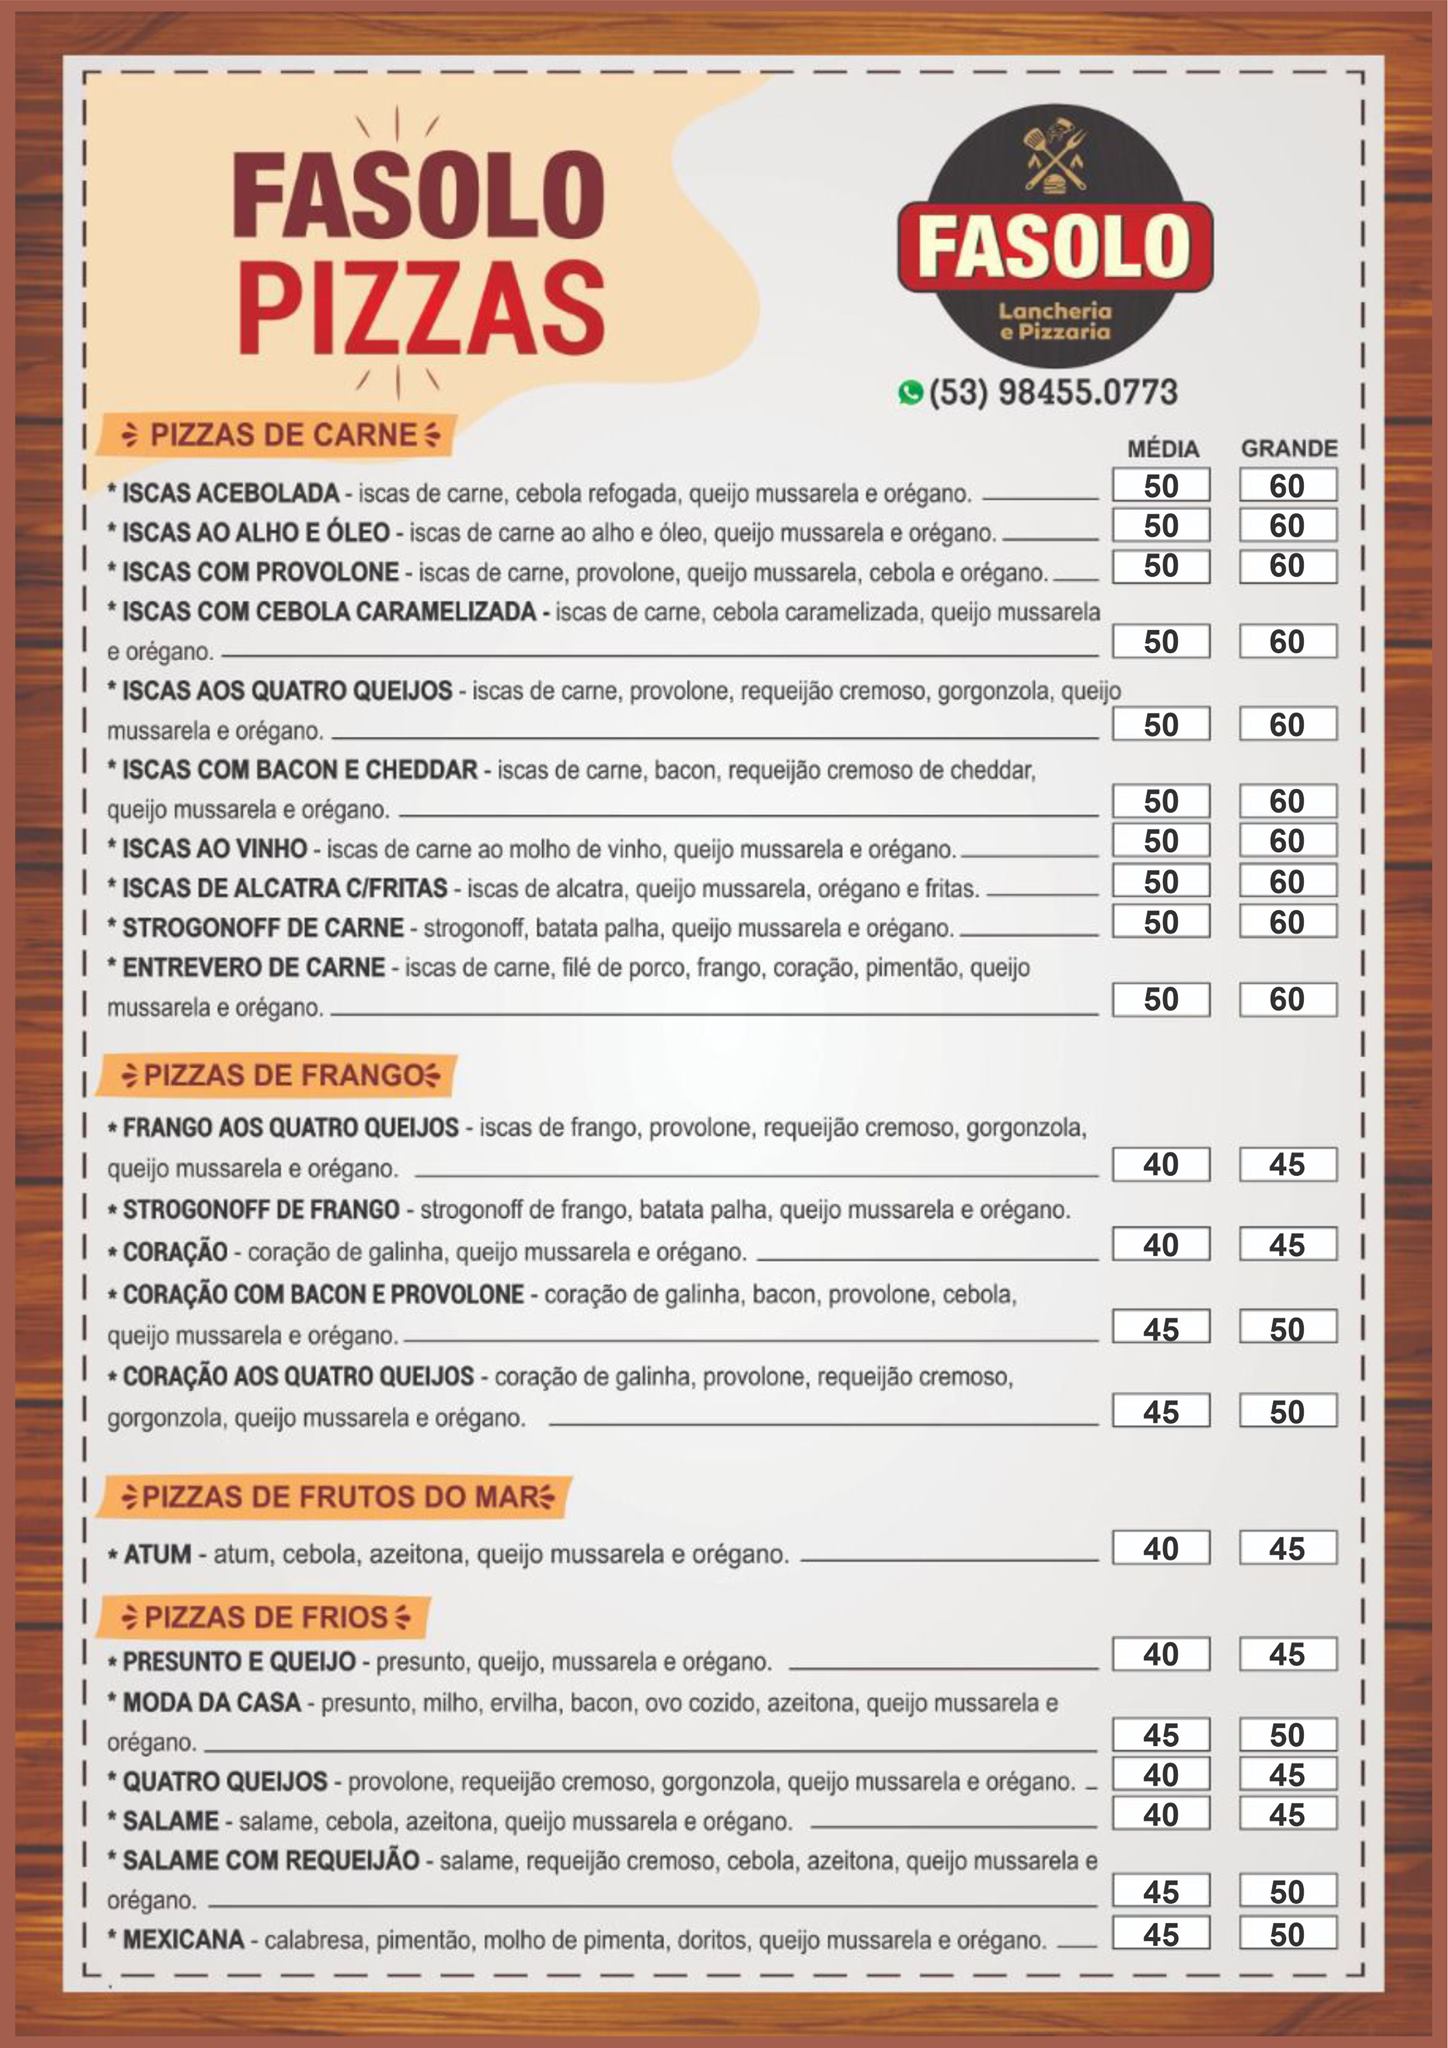 FASOLO
PIZZAS
FASOLO
Lancheria
e Pizzaria
(53) 98455.0773
PIZZAS DE CARNE
MÉDIA GRANDE
* ISCAS ACEBOLADA - iscas de carne, cebola refogada, queijo mussarela e orégano. 50 60
* ISCAS AO ALHO E ÓLEO - iscas de carne ao alho e óleo, queijo mussarela e orégano. 50 60
* ISCAS COM PROVOLONE - iscas de carne, provolone, queijo mussarela, cebola e orégano. 50 60
* ISCAS COM CEBOLA CARAMELIZADA - iscas de carne, cebola caramelizada, queijo mussarela
e orégano. 50 60
* ISCAS AOS QUATRO QUEIJOS - iscas de carne, provolone, requeijão cremoso, gorgonzola, queijo
mussarela e orégano. 50 60
* ISCAS COM BACON E CHEDDAR - iscas de carne, bacon, requeijão cremoso de cheddar,
queijo mussarela e orégano. 50 60
* ISCAS AO VINHO - iscas de carne ao molho de vinho, queijo mussarela e orégano. 50 60
* ISCAS DE ALCATRA C/FRITAS - iscas de alcatra, queijo mussarela, orégano e fritas. 50 60
* STROGONOFF DE CARNE - strogonoff, batata palha, queijo mussarela e orégano. 50 60
* ENTREVERO DE CARNE - iscas de carne, filé de porco, frango, coração, pimentão, queijo
mussarela e orégano. 50 60
PIZZAS DE FRANGO
* FRANGO AOS QUATRO QUEIJOS - iscas de frango, provolone, requeijão cremoso, gorgonzola,
queijo mussarela e orégano. 40 45
* STROGONOFF DE FRANGO - strogonoff de frango, batata palha, queijo mussarela e orégano.
* CORAÇÃO - coração de galinha, queijo mussarela e orégano. 40 45
* CORAÇÃO COM BACON E PROVOLONE - coração de galinha, bacon, provolone, cebola,
queijo mussarela e orégano. 45 50
* CORAÇÃO AOS QUATRO QUEIJOS - coração de galinha, provolone, requeijão cremoso,
gorgonzola, queijo mussarela e orégano. 45 50
PIZZAS DE FRUTOS DO MAR
* ATUM - atum, cebola, azeitona, queijo mussarela e orégano. 40 45
PIZZAS DE FRIOS
* PRESUNTO E QUEIJO - presunto, queijo, mussarela e orégano. 40 45
* MODA DA CASA - presunto, milho, ervilha, bacon, ovo cozido, azeitona, queijo mussarela e
orégano. 45 50
* QUATRO QUEIJOS - provolone, requeijão cremoso, gorgonzola, queijo mussarela e orégano. 40 45
* SALAME - salame, cebola, azeitona, queijo mussarela e orégano. 40 45
* SALAME COM REQUEIJÃO - salame, requeijão cremoso, cebola, azeitona, queijo mussarela e
orégano. 45 50
* MEXICANA - calabresa, pimentão, molho de pimenta, doritos, queijo mussarela e orégano. 45 50